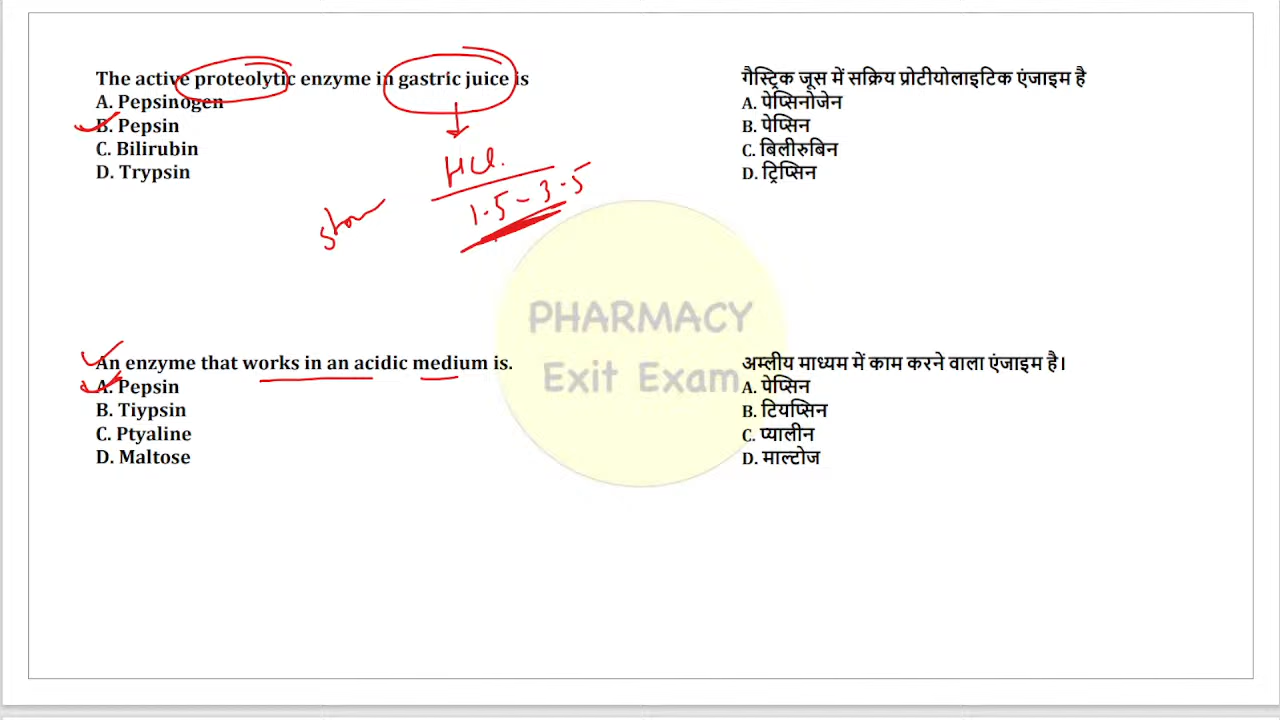 The active proteolytic enzyme in gastric juice is
A. Pepsinogen
B. Pepsin
C. Bilirubin
D. Trypsin
गैस्ट्रिक जूस में सक्रिय प्रोटीयोलाइटिक एंजाइम है
A. पेप्सिनोजेन
B. पेप्सिन
C. बिलीरुबिन
D. ट्रिप्सिन
HCl.
1.5 - 3.5
PHARMACY
Exit Exam
An enzyme that works in an acidic medium is.
A. Pepsin
B. Tiypsin
C. Ptyaline
D. Maltose
अम्लीय माध्यम में काम करने वाला एंजाइम है।
A. पेप्सिन
B. टियप्सिन
C. प्यालीन
D. माल्टोज